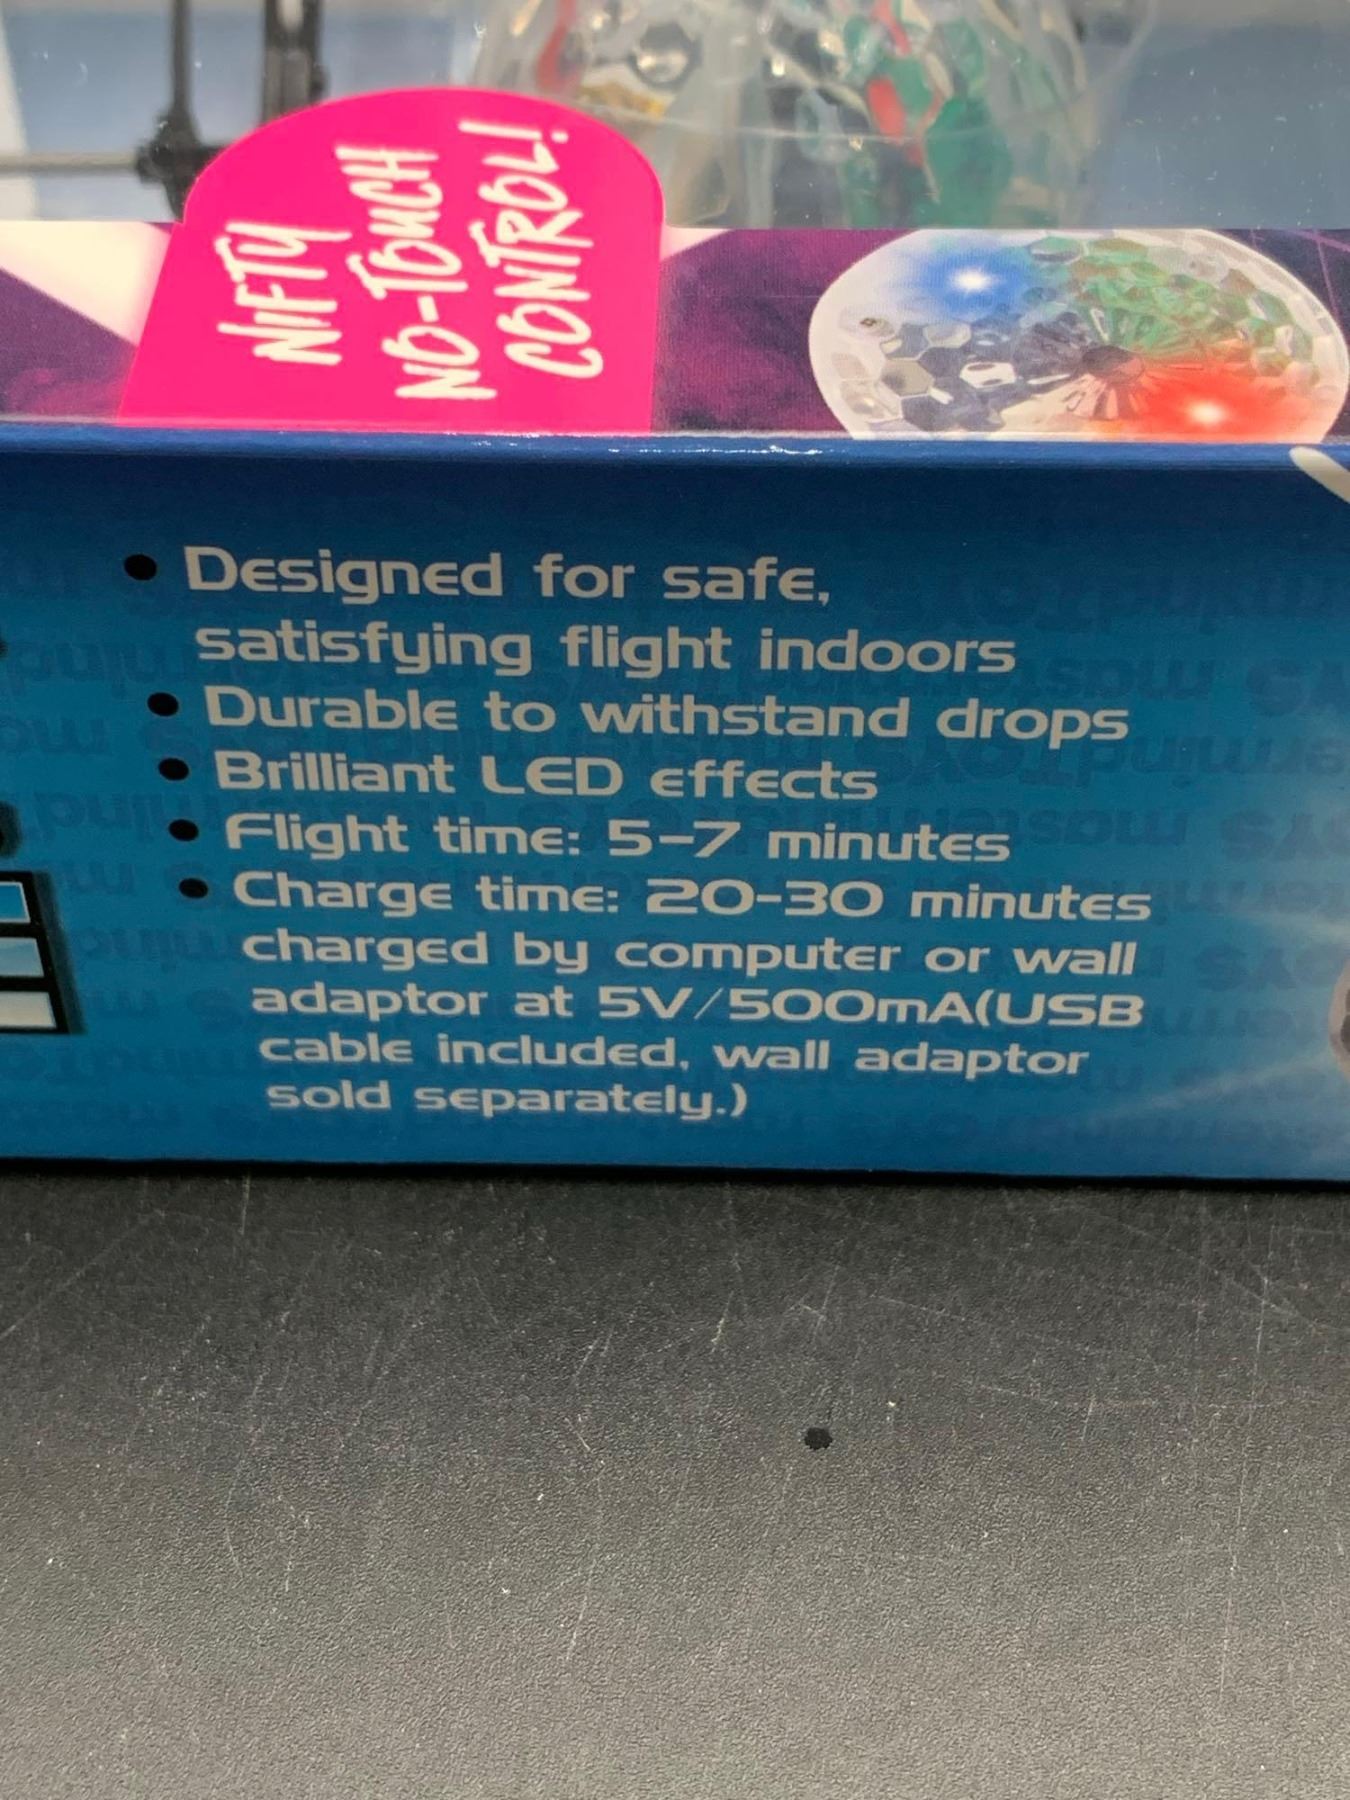 NIFTY
NO-TOUCH
CONTROL!
• Designed for safe,
satisfying flight indoors
• Durable to withstand drops
• Brilliant LED effects
• Flight time: 5-7 minutes
• Charge time: 20-30 minutes
charged by computer or wall
adaptor at 5V/500mA(USB
cable included, wall adaptor
sold separately.)